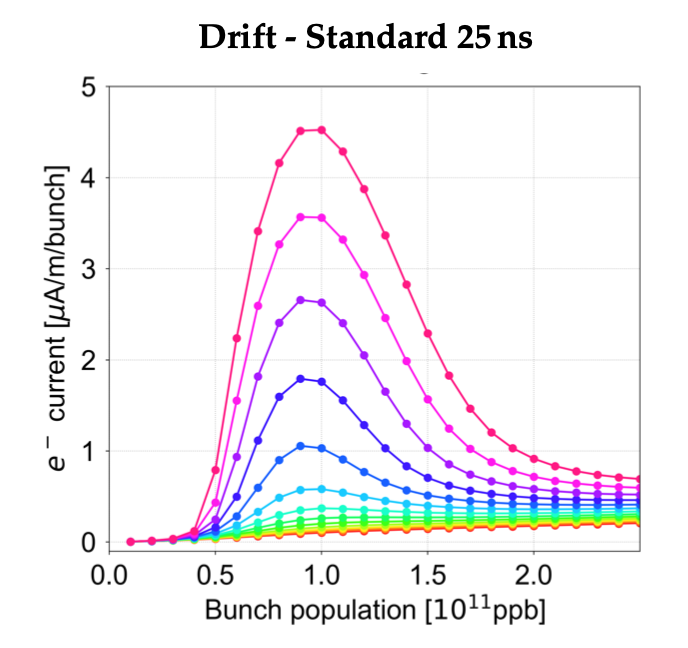 Drift - Standard 25 ns
5
4
3
2
1
0
e⁻ current [μA/m/bunch]
0.0 0.5 1.0 1.5 2.0
Bunch population [10¹¹ppb]